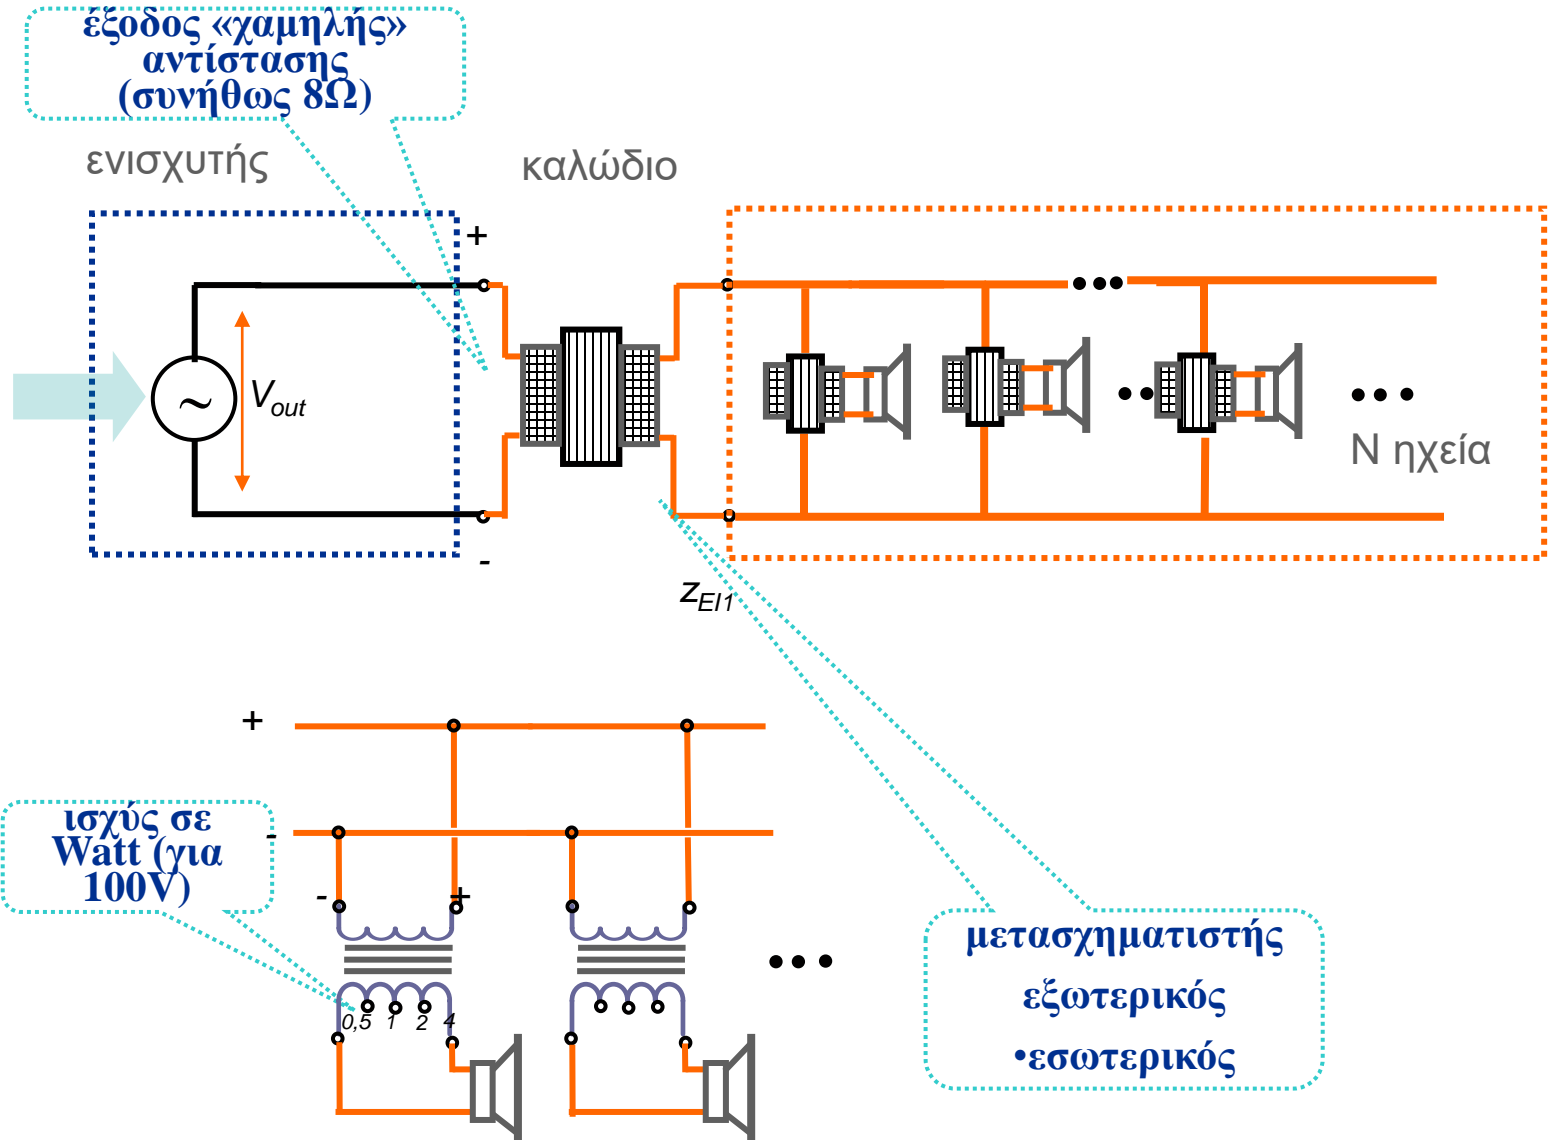 έξοδος «χαμηλής»
αντίστασης
(συνήθως 8Ω)
ενισχυτής
καλώδιο
+
~
Vout
-
N ηχεία
zEI1
+
-
ισχύς σε
Watt (για
100V)
- +
0,5 1 2 4
μετασχηματιστής
εξωτερικός
•εσωτερικός